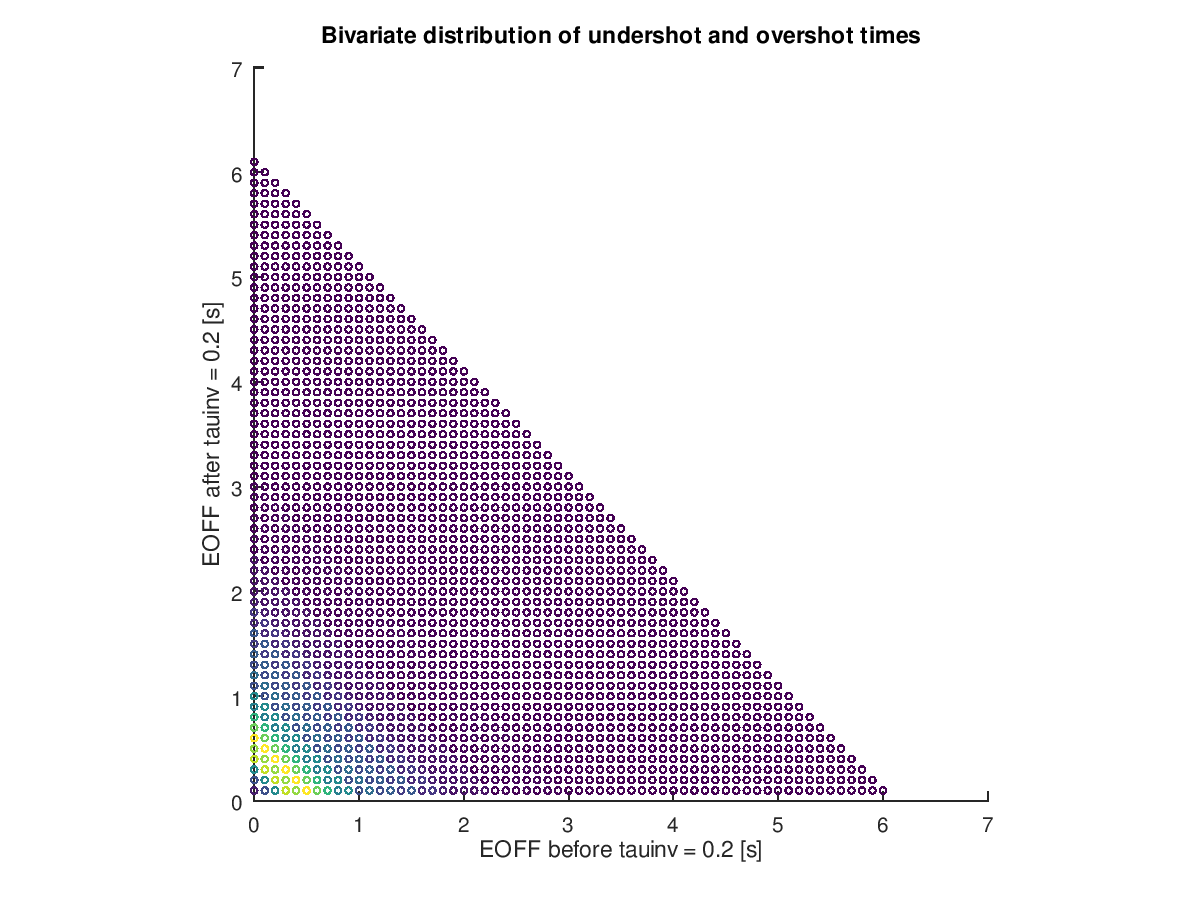 Bivariate distribution of undershot and overshot times
7
6
5
4
3
2
1
0
EOFF after tauinv = 0.2 [s]
0 1 2 3 4 5 6 7
EOFF before tauinv = 0.2 [s]